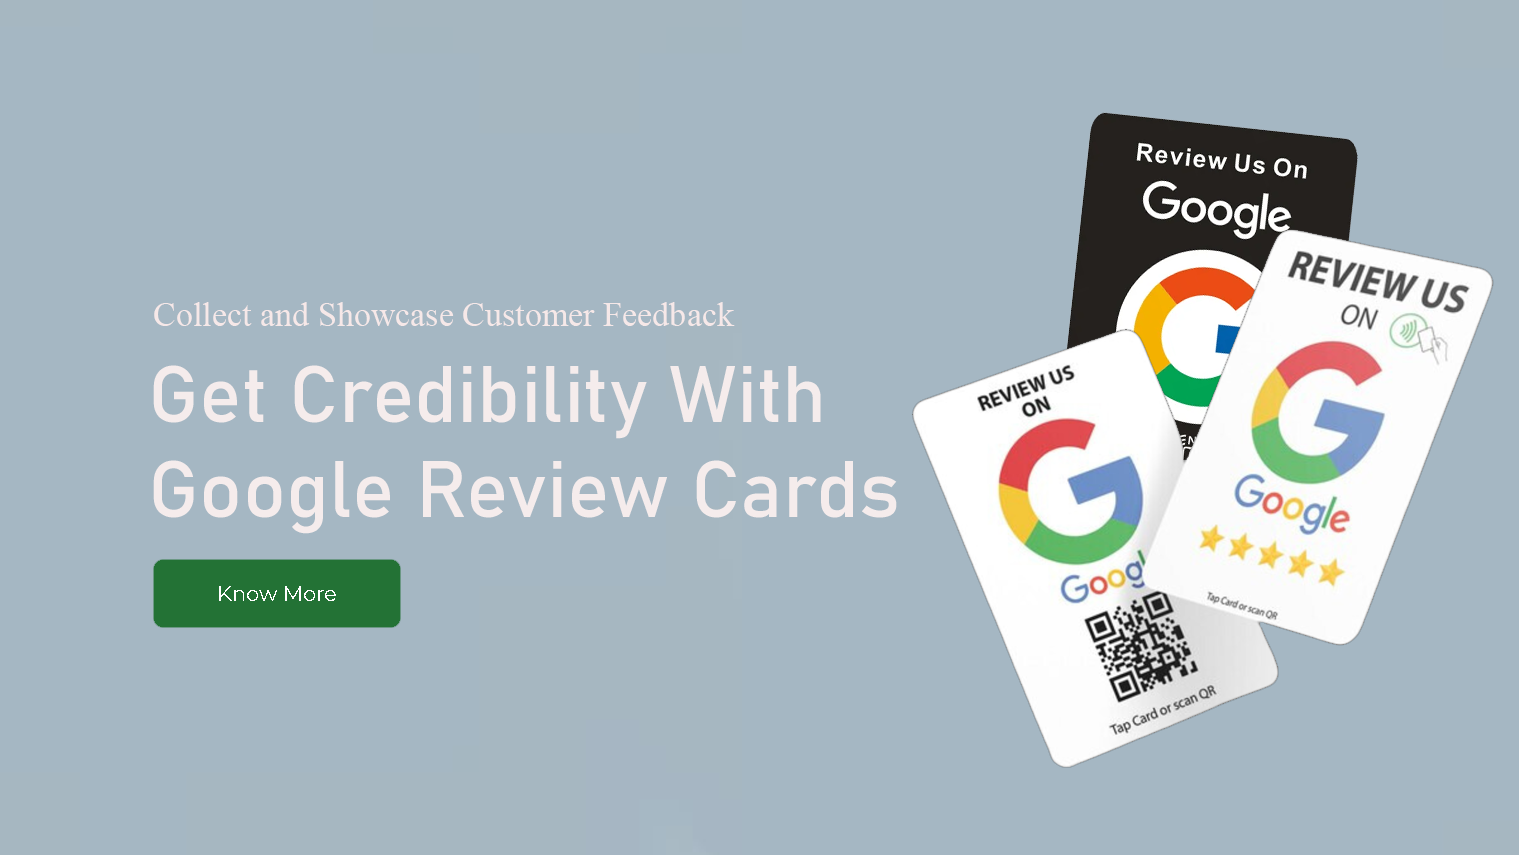 Collect and Showcase Customer Feedback
Get Credibility With
Google Review Cards
Know More
Review Us On
Google
REVIEW US
ON
Google
Tap Card or scan QR
REVIEW US
ON
Google
Tap Card or scan QR